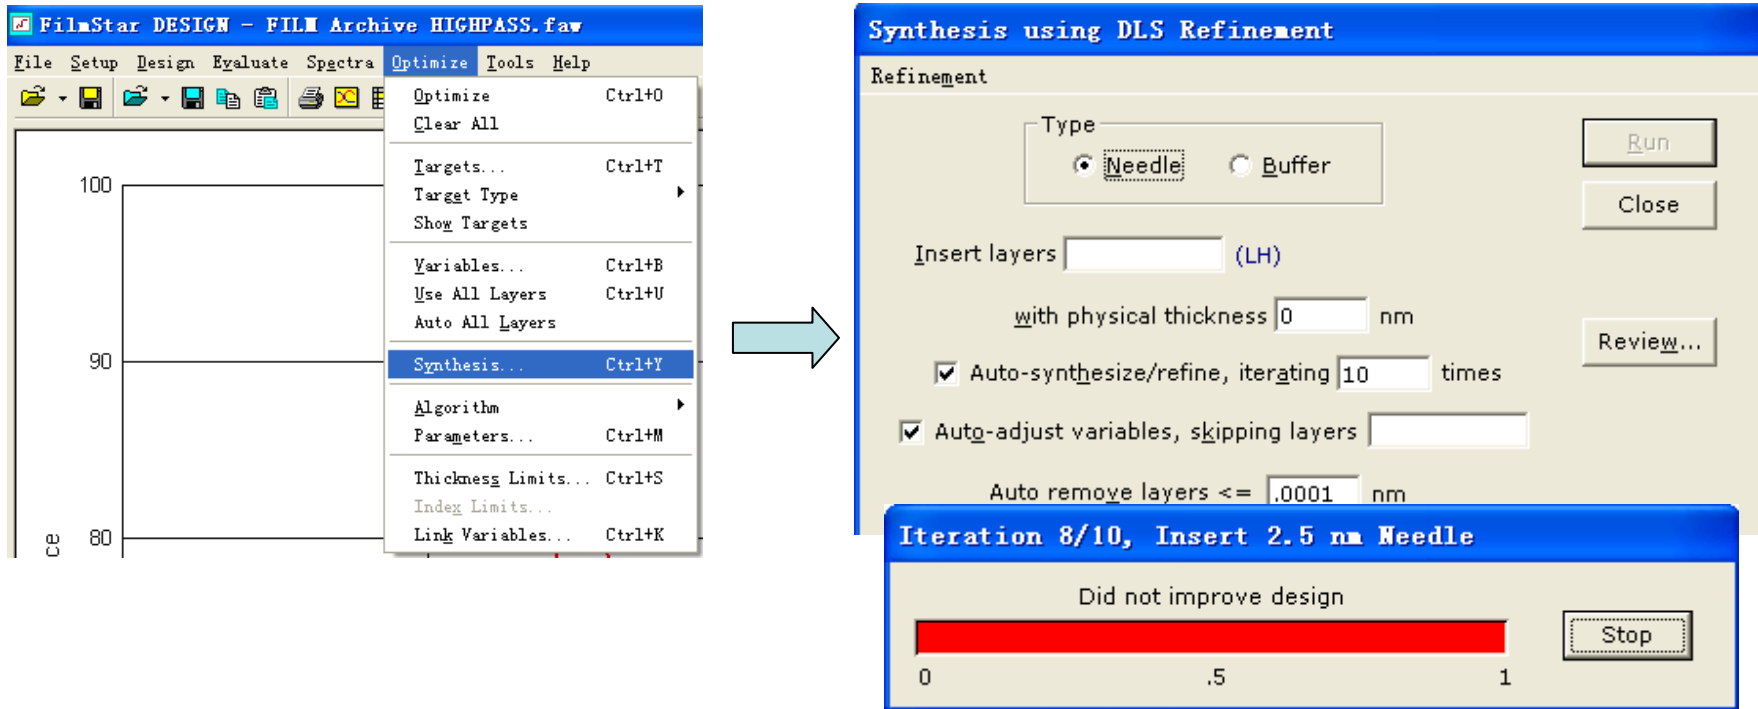 FilmStar DESIGN - FILM Archive HIGHPASS.faw
File Setup Design Evaluate Spectra Optimize Tools Help
Optimize Ctrl+O
Clear All
Targets... Ctrl+T
Target Type
Show Targets
Variables... Ctrl+B
Use All Layers Ctrl+U
Auto All Layers
Synthesis... Ctrl+Y
Algorithm
Parameters... Ctrl+M
Thickness Limits... Ctrl+S
Index Limits...
Link Variables... Ctrl+K
100
90
80
ce
Synthesis using DLS Refinement
Refinement
Type
Needle Buffer
Run
Close
Insert layers (LH)
with physical thickness 0 nm
Review...
Auto-synthesize/refine, iterating 10 times
Auto-adjust variables, skipping layers
Auto remove layers <= .0001 nm
Iteration 8/10, Insert 2.5 nm Needle
Did not improve design
Stop
0 .5 1